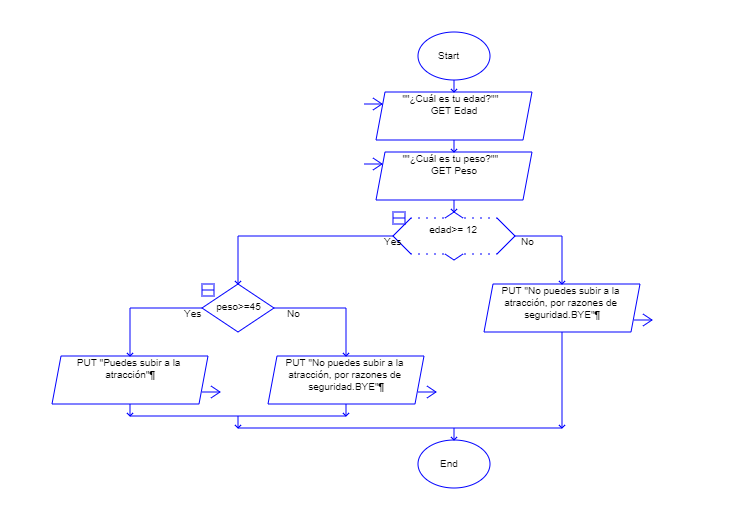 Start
""¿Cuál es tu edad?""
GET Edad
""¿Cuál es tu peso?""
GET Peso
edad>= 12
Yes
No
peso>=45
Yes
No
PUT "No puedes subir a la
atracción, por razones de
seguridad.BYE"¶
PUT "Puedes subir a la
atracción"¶
PUT "No puedes subir a la
atracción, por razones de
seguridad.BYE"¶
End